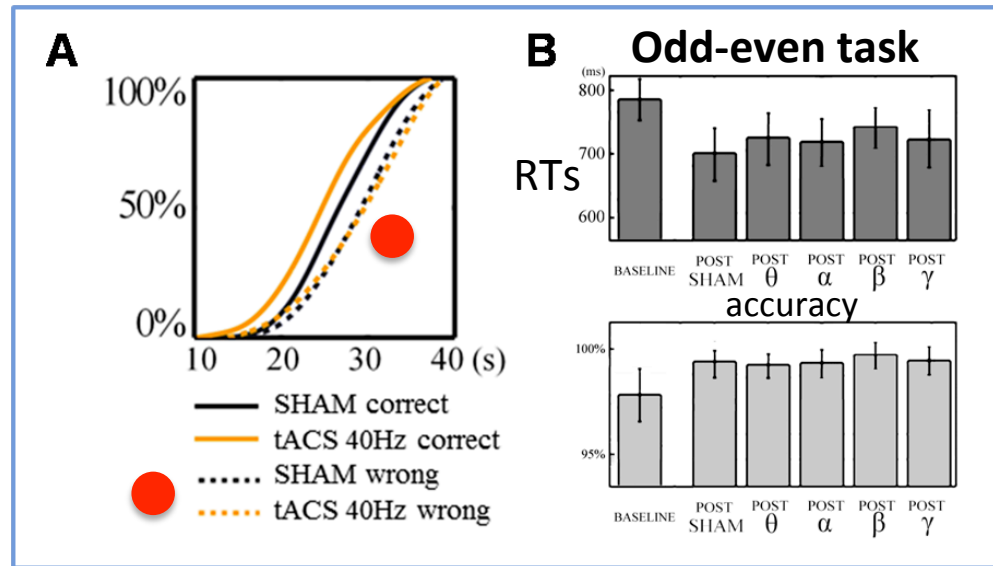 A
100%
50%
0%
10 20 30 40 (s)
SHAM correct
tACS 40Hz correct
SHAM wrong
tACS 40Hz wrong
B Odd-even task
(ms)
800
RTs 700
600
BASELINE POST SHAM POST θ POST α POST β POST γ
accuracy
100%
95%
BASELINE POST SHAM POST θ POST α POST β POST γ